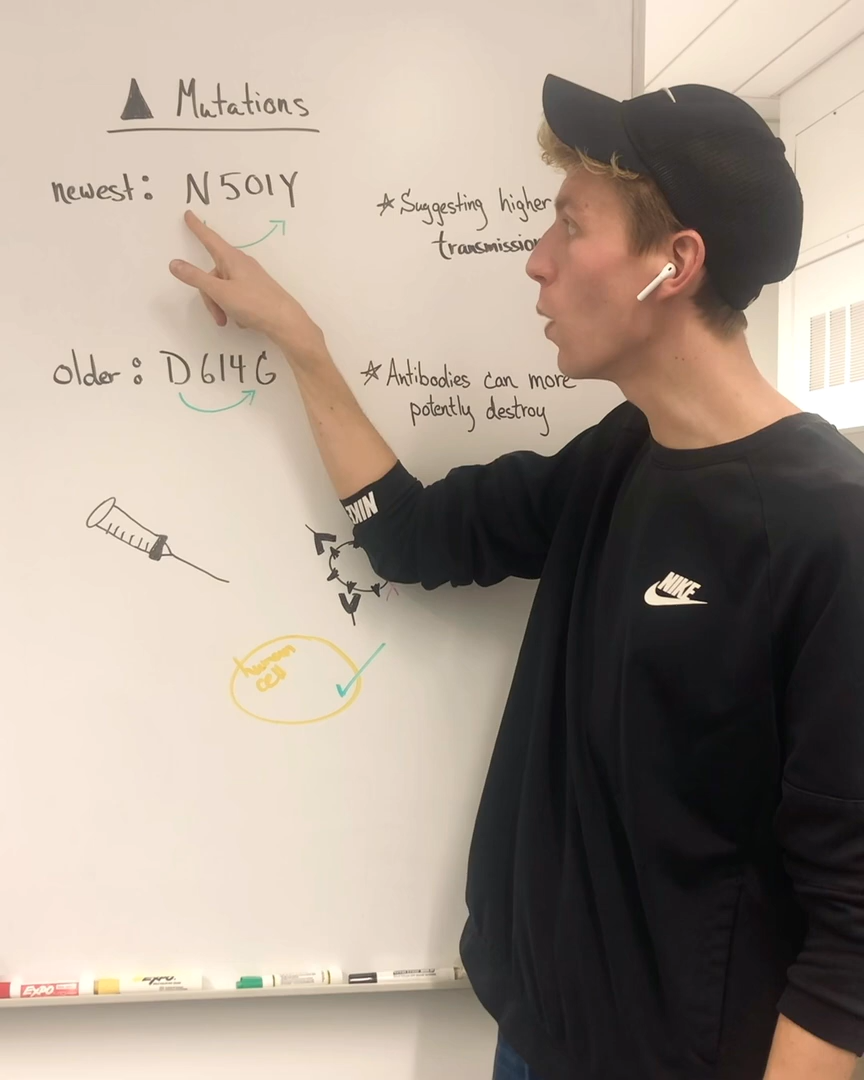 Mutations
newest: N501Y
*Suggesting higher
transmission
older: D614G
*Antibodies can more
potently destroy
NIKE
NIKE
human
cell
EXPO
EXPO